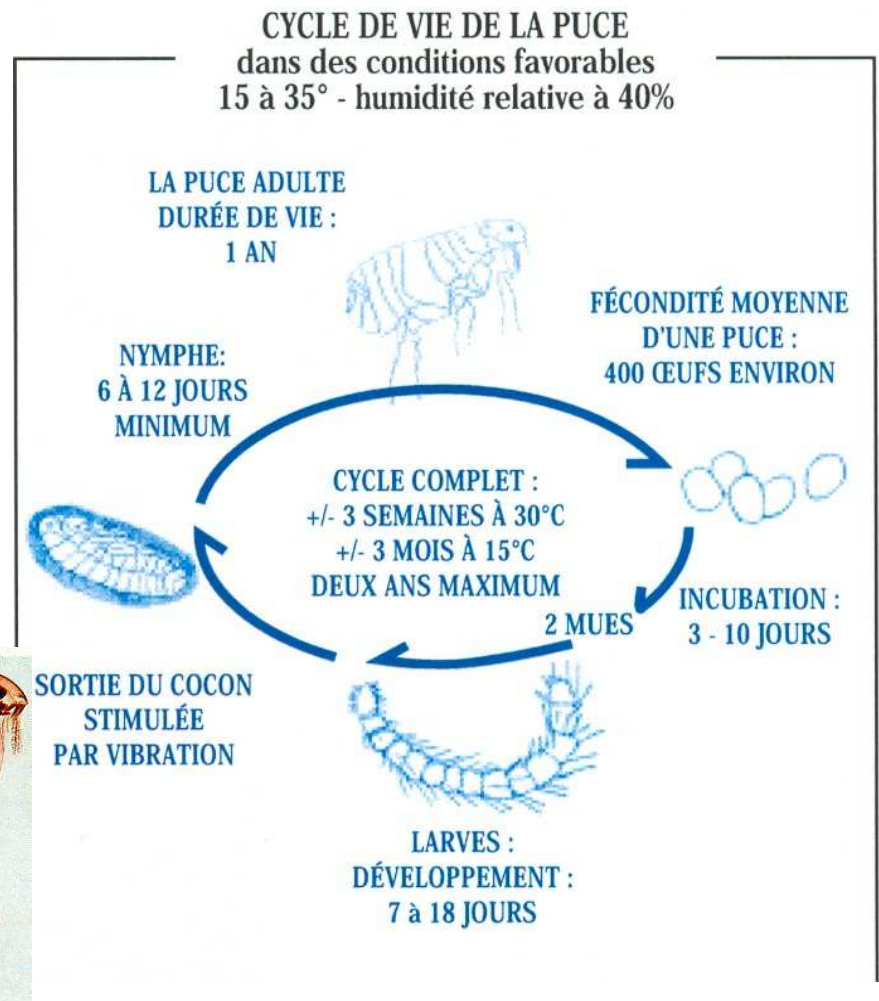 CYCLE DE VIE DE LA PUCE
dans des conditions favorables
15 à 35° - humidité relative à 40%
LA PUCE ADULTE
DURÉE DE VIE :
1 AN
FÉCONDITÉ MOYENNE
D'UNE PUCE :
400 ŒUFS ENVIRON
NYMPHE:
6 À 12 JOURS
MINIMUM
CYCLE COMPLET :
+/- 3 SEMAINES À 30°C
+/- 3 MOIS À 15°C
DEUX ANS MAXIMUM
2 MUES
INCUBATION :
3 - 10 JOURS
SORTIE DU COCON
STIMULÉE
PAR VIBRATION
LARVES :
DÉVELOPPEMENT :
7 à 18 JOURS